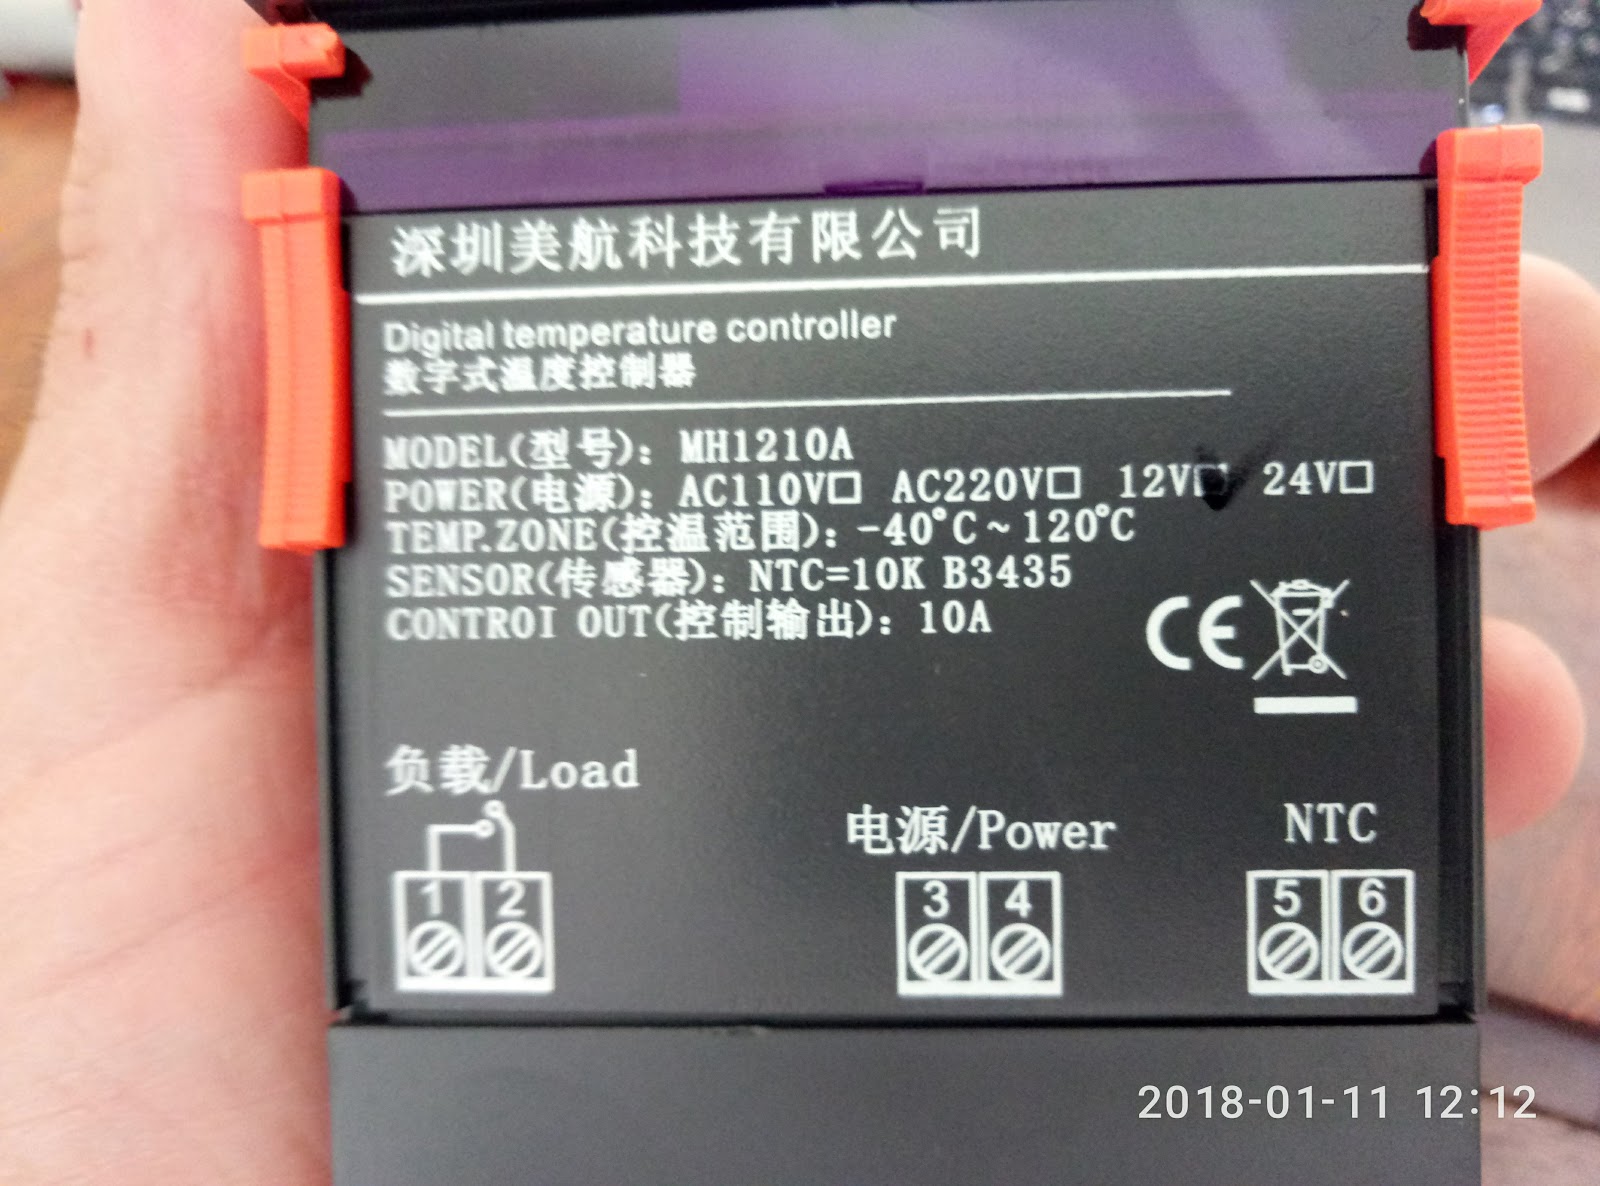 深圳美航科技有限公司
Digital temperature controller
数字式温度控制器
MODEL(型号): MH1210A
POWER(电源): AC110V□ AC220V□ 12V□ 24V□
TEMP.ZONE(控温范围): -40°C~120°C
SENSOR(传感器): NTC=10K B3435
CONTROI OUT(控制输出): 10A
CE
负载/Load
电源/Power
NTC
1 2
3 4
5 6
2018-01-11 12:12